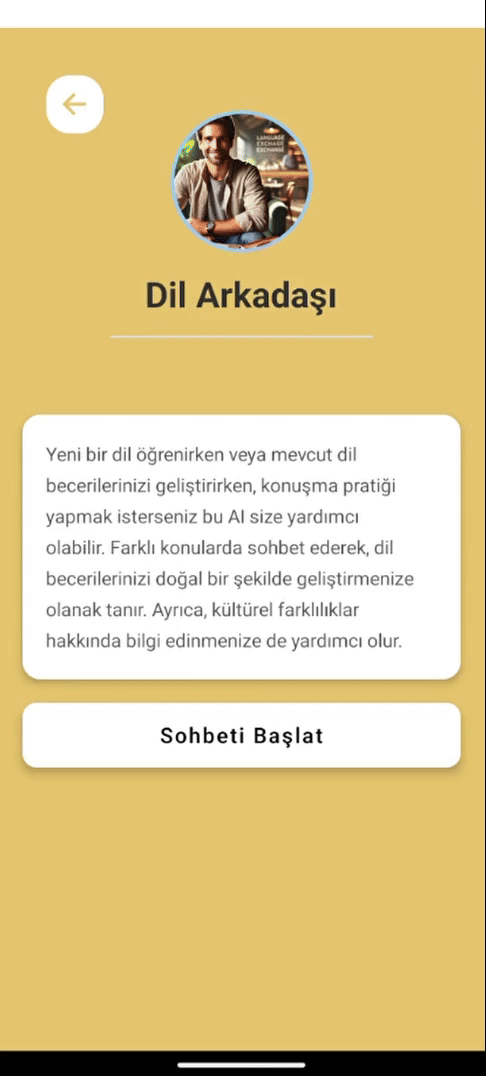 LANGUAGE
EXCHAGE
EXCHANGE
Dil Arkadaşı
Yeni bir dil öğrenirken veya mevcut dil
becerilerinizi geliştirirken, konuşma pratiği
yapmak isterseniz bu AI size yardımcı
olabilir. Farklı konularda sohbet ederek, dil
becerilerinizi doğal bir şekilde geliştirmenize
olanak tanır. Ayrıca, kültürel farklılıklar
hakkında bilgi edinmenize de yardımcı olur.
Sohbeti Başlat